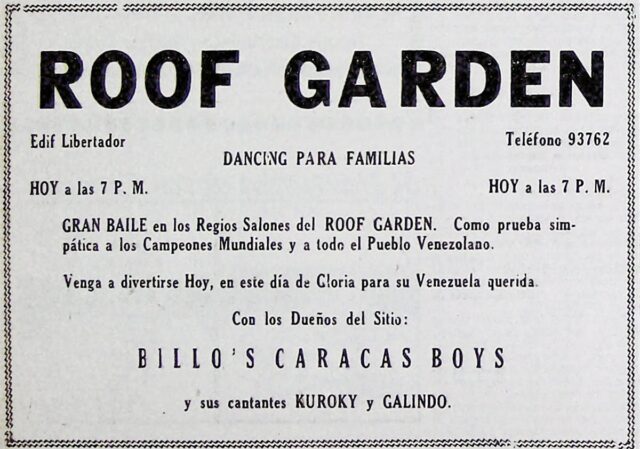 ROOF GARDEN
Edif Libertador
Teléfono 93762
DANCING PARA FAMILIAS
HOY a las 7 P. M.
HOY a las 7 P. M.
GRAN BAILE en los Regios Salones del ROOF GARDEN. Como prueba sim-
pática a los Campeones Mundiales y a todo el Pueblo Venezolano.
Venga a divertirse Hoy, en este día de Gloria para su Venezuela querida.
Con los Dueños del Sitio:
BILLO'S CARACAS BOYS
y sus cantantes KUROKY y GALINDO.